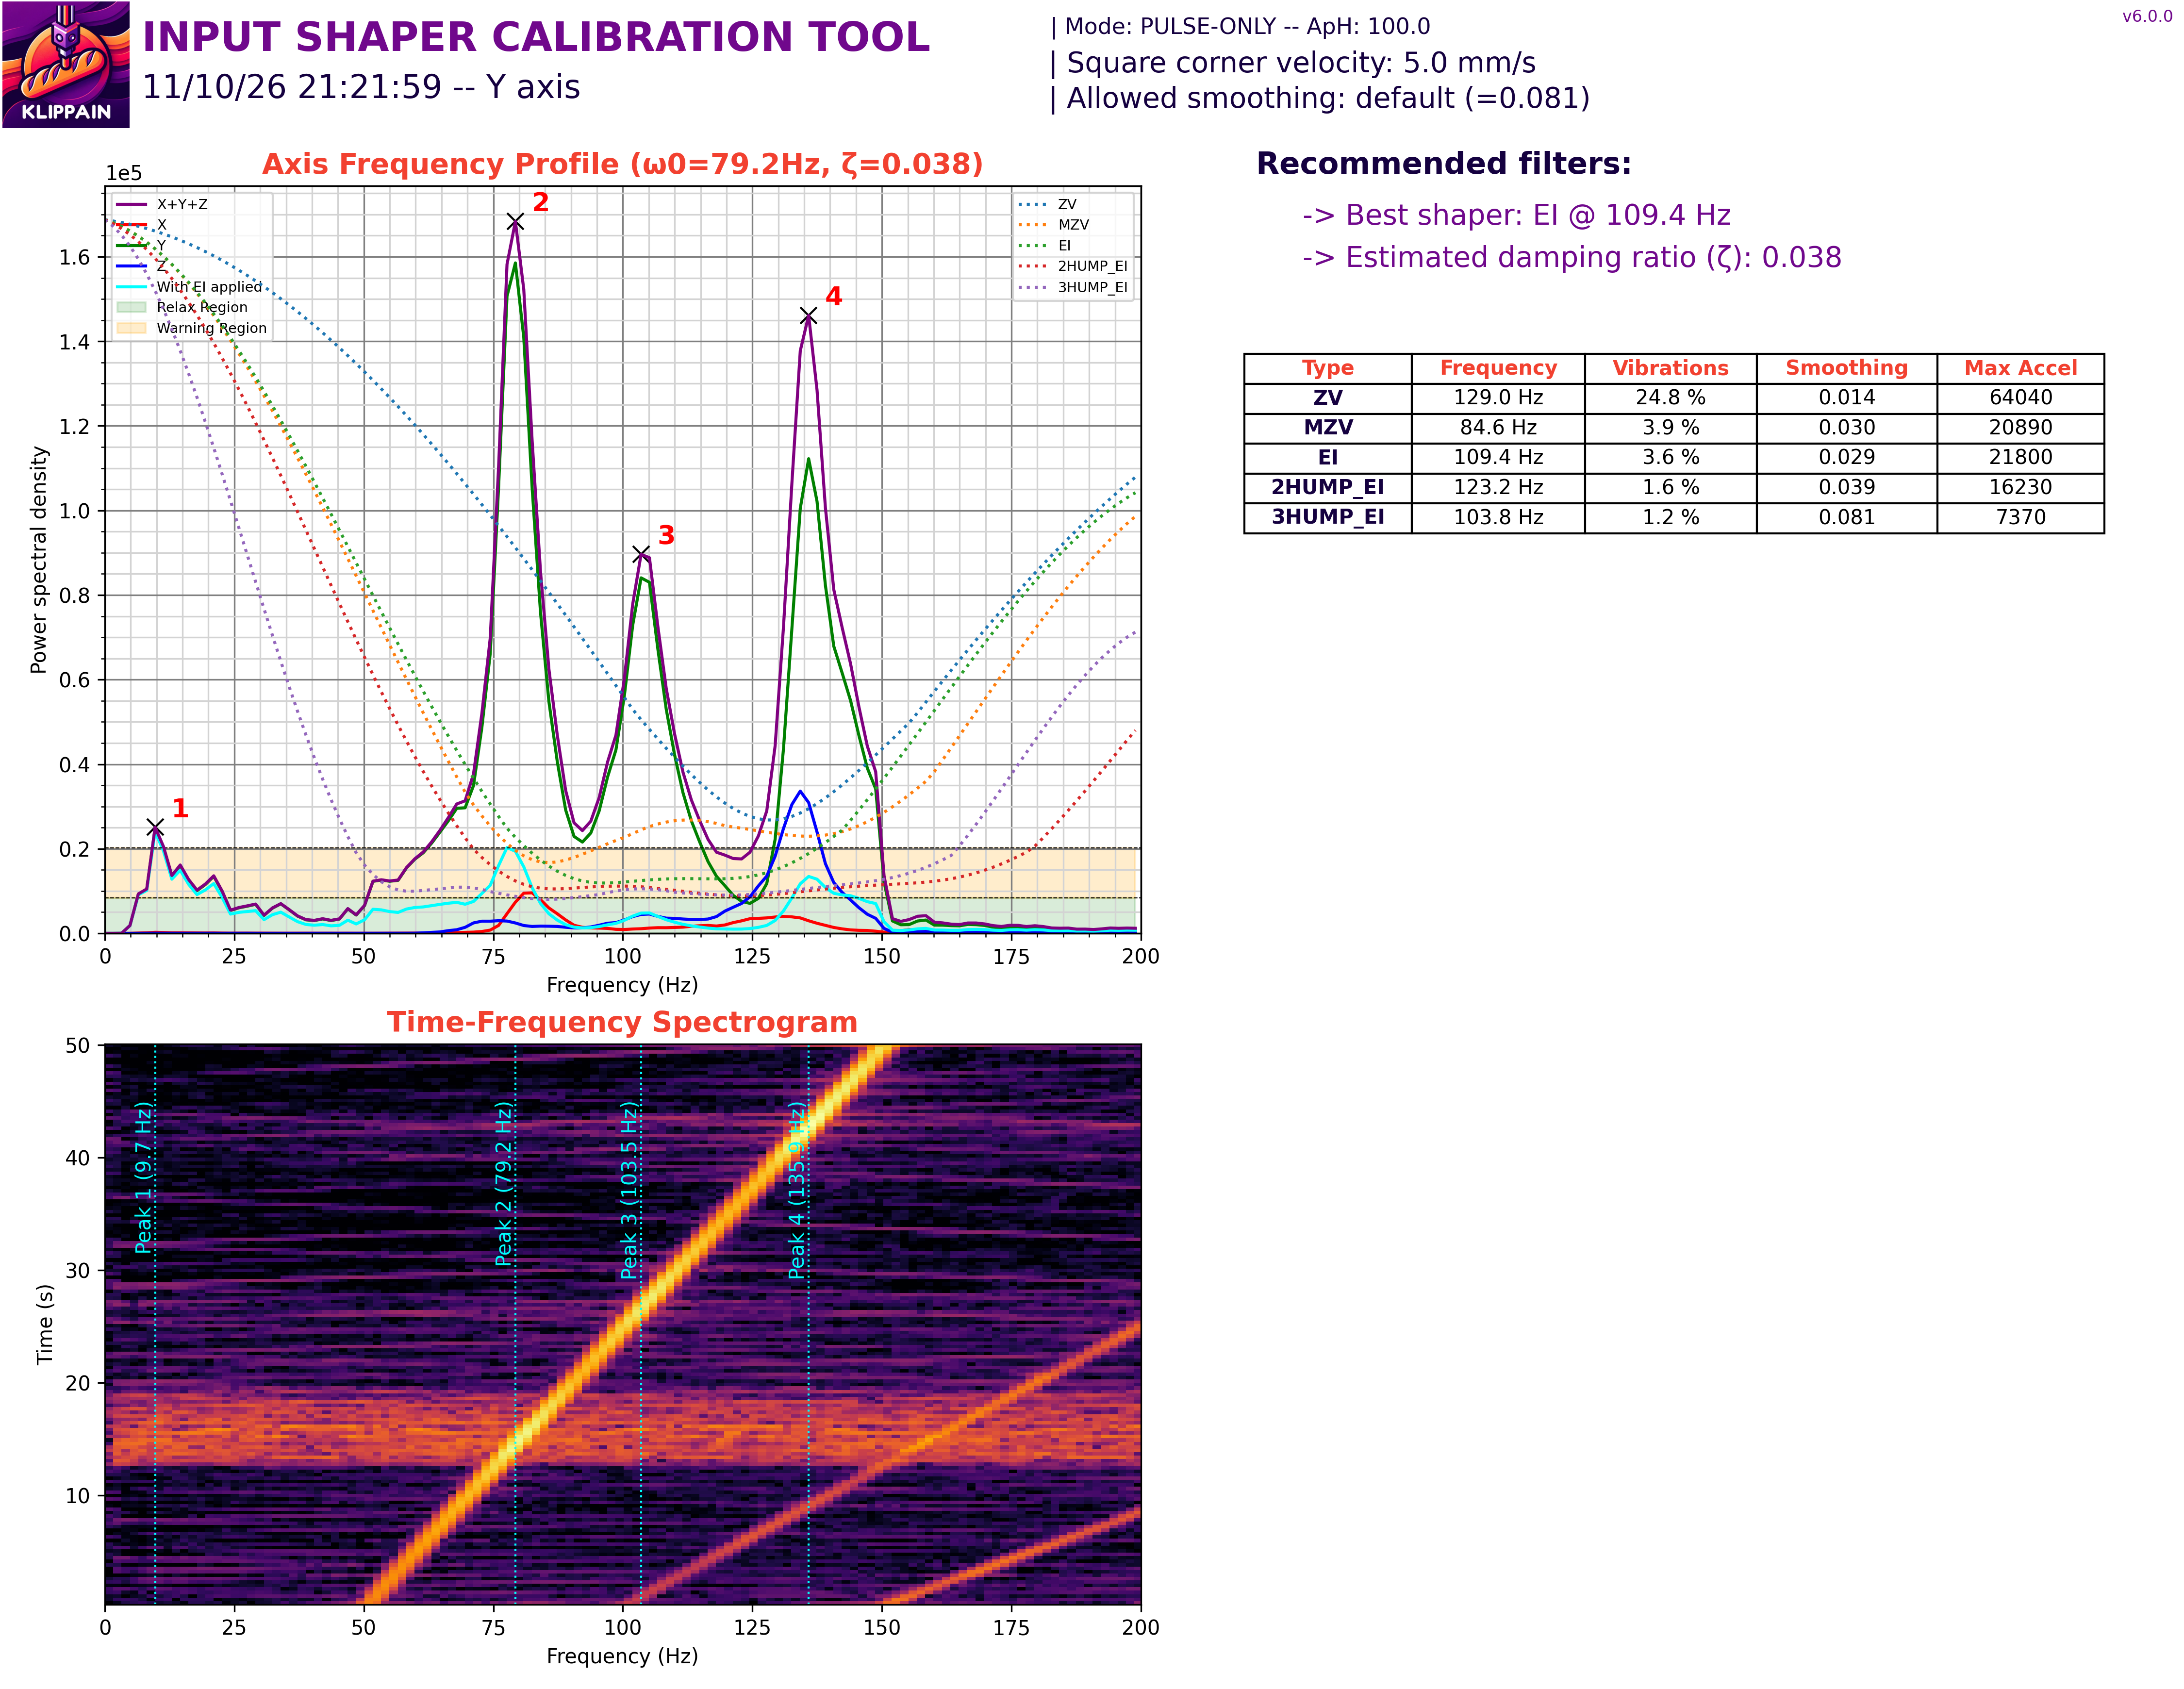 KLIPPAIN
INPUT SHAPER CALIBRATION TOOL
11/10/26 21:21:59 -- Y axis
| Mode: PULSE-ONLY -- ApH: 100.0
| Square corner velocity: 5.0 mm/s
| Allowed smoothing: default (=0.081)
v6.0.0
Axis Frequency Profile (ω0=79.2Hz, ζ=0.038)
1e5
X+Y+Z
X
Y
Z
With EI applied
Relax Region
Warning Region
ZV
MZV
EI
2HUMP_EI
3HUMP_EI
1
2
3
4
Power spectral density
1.6
1.4
1.2
1.0
0.8
0.6
0.4
0.2
0.0
0 25 50 75 100 125 150 175 200
Frequency (Hz)
Recommended filters:
-> Best shaper: EI @ 109.4 Hz
-> Estimated damping ratio (ζ): 0.038
Type Frequency Vibrations Smoothing Max Accel
ZV 129.0 Hz 24.8 % 0.014 64040
MZV 84.6 Hz 3.9 % 0.030 20890
EI 109.4 Hz 3.6 % 0.029 21800
2HUMP_EI 123.2 Hz 1.6 % 0.039 16230
3HUMP_EI 103.8 Hz 1.2 % 0.081 7370
Time-Frequency Spectrogram
Time (s)
50
40
30
20
10
Peak 1 (9.7 Hz)
Peak 2 (79.2 Hz)
Peak 3 (103.5 Hz)
Peak 4 (135.9 Hz)
0 25 50 75 100 125 150 175 200
Frequency (Hz)